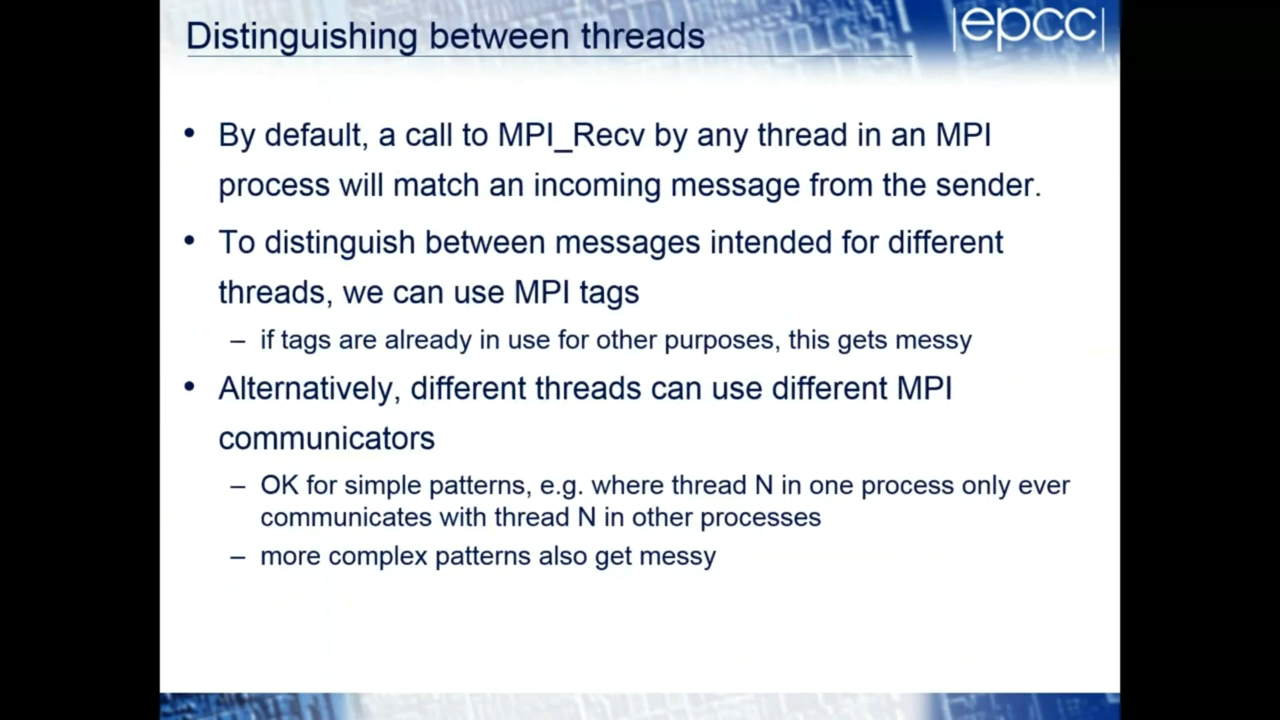 Distinguishing between threads
|epcc|
• By default, a call to MPI_Recv by any thread in an MPI
process will match an incoming message from the sender.
• To distinguish between messages intended for different
threads, we can use MPI tags
– if tags are already in use for other purposes, this gets messy
• Alternatively, different threads can use different MPI
communicators
– OK for simple patterns, e.g. where thread N in one process only ever
communicates with thread N in other processes
– more complex patterns also get messy